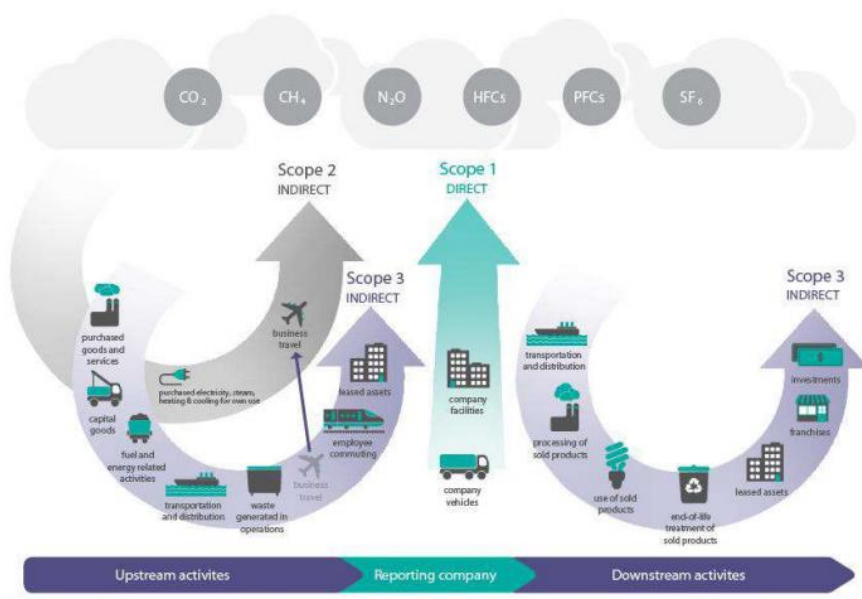 CO₂
CH₄
N₂O
HFCs
PFCs
SF₆
Scope 2
INDIRECT
Scope 1
DIRECT
Scope 3
INDIRECT
Scope 3
INDIRECT
purchased
goods and
services
capital
goods
fuel and
energy related
activities
transportation
and distribution
waste
generated in
operations
business
travel
purchased electricity, steam,
heating & cooling for own use
business
travel
employee
commuting
leased assets
company
facilities
company
vehicles
transportation
and distribution
processing of
sold products
use of sold
products
end-of-life
treatment of
sold products
leased assets
franchises
investments
Upstream activites
Reporting company
Downstream activites